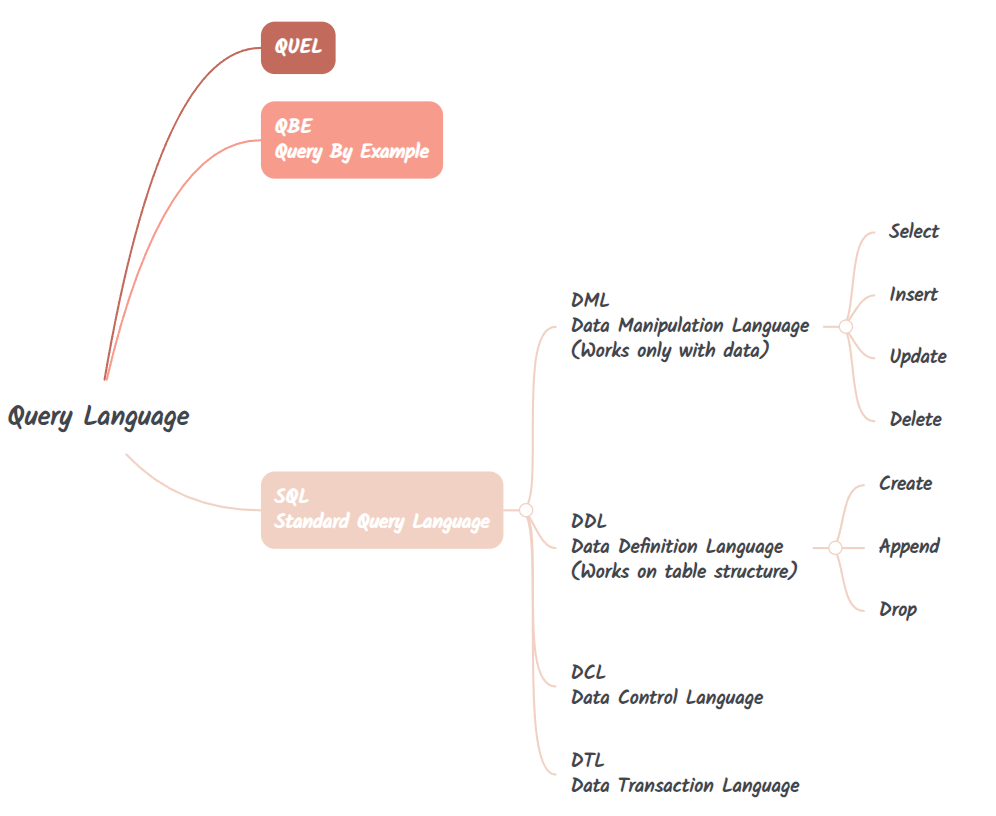 QUEL
QBE
Query By Example
Query Language
SQL
Standard Query Language
DML
Data Manipulation Language
(Works only with data)
Select
Insert
Update
Delete
DDL
Data Definition Language
(Works on table structure)
Create
Append
Drop
DCL
Data Control Language
DTL
Data Transaction Language